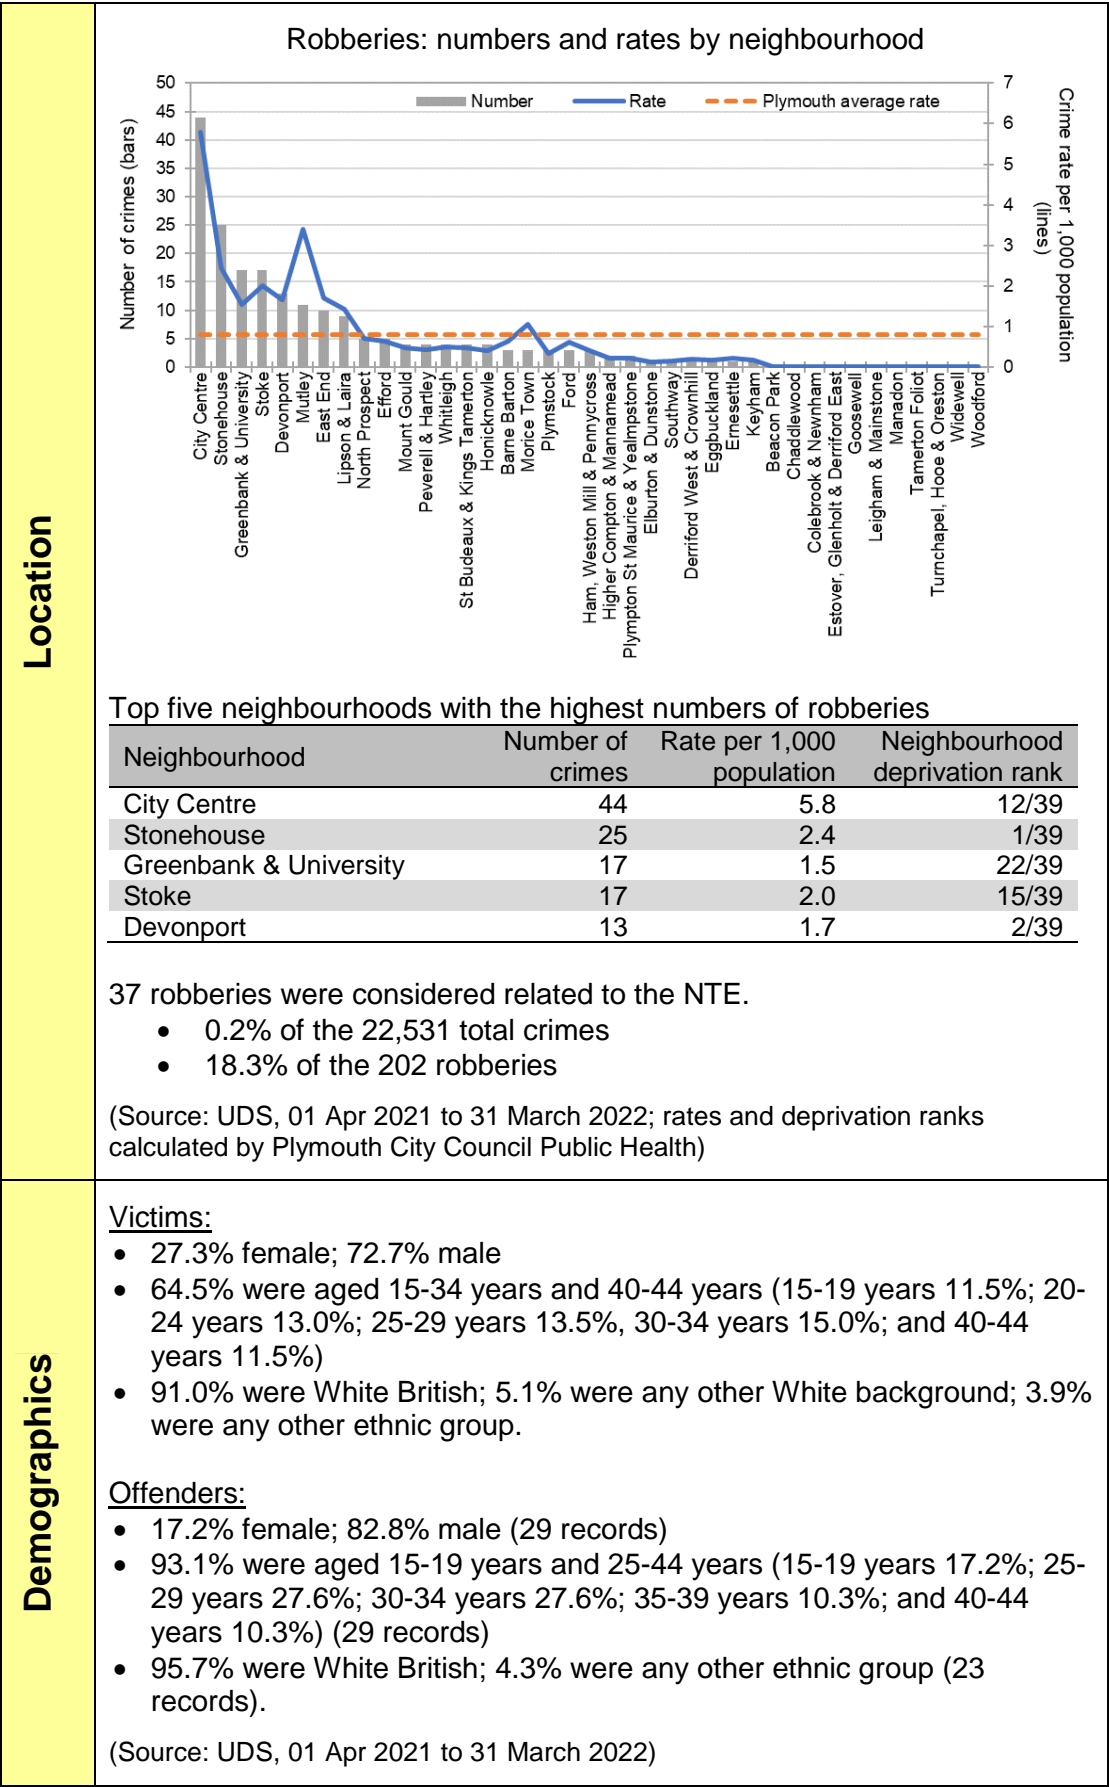 Location
Robberies: numbers and rates by neighbourhood
50
45
40
35
30
25
20
15
10
5
0
Number of crimes (bars)
Number
Rate
Plymouth average rate
7
6
5
4
3
2
1
0
Crime rate per 1,000 population
(lines)
City Centre
Stonehouse
Greenbank & University
Stoke
Devonport
Mutley
East End
Lipson & Laira
North Prospect
Efford
Mount Gould
Peverell & Hartley
Whitleigh
St Budeaux & Kings Tamerton
Honicknowle
Barne Barton
Morice Town
Plymstock
Ford
Ham, Weston Mill & Pennycross
Higher Compton & Mannamead
Plympton St Maurice & Yealmpstone
Elburton & Dunstone
Southway
Derriford West & Crownhill
Eggbuckland
Ernesettle
Keyham
Beacon Park
Chaddlewood
Colebrook & Newnham
Estover, Glenholt & Derriford East
Goosewell
Leigham & Mainstone
Manadon
Tamerton Foliot
Turnchapel, Hooe & Oreston
Widewell
Woodford
Top five neighbourhoods with the highest numbers of robberies
Neighbourhood Number of crimes Rate per 1,000 population Neighbourhood deprivation rank
City Centre 44 5.8 12/39
Stonehouse 25 2.4 1/39
Greenbank & University 17 1.5 22/39
Stoke 17 2.0 15/39
Devonport 13 1.7 2/39
37 robberies were considered related to the NTE.
• 0.2% of the 22,531 total crimes
• 18.3% of the 202 robberies
(Source: UDS, 01 Apr 2021 to 31 March 2022; rates and deprivation ranks
calculated by Plymouth City Council Public Health)
Demographics
Victims:
• 27.3% female; 72.7% male
• 64.5% were aged 15-34 years and 40-44 years (15-19 years 11.5%; 20-
24 years 13.0%; 25-29 years 13.5%, 30-34 years 15.0%; and 40-44
years 11.5%)
• 91.0% were White British; 5.1% were any other White background; 3.9%
were any other ethnic group.
Offenders:
• 17.2% female; 82.8% male (29 records)
• 93.1% were aged 15-19 years and 25-44 years (15-19 years 17.2%; 25-
29 years 27.6%; 30-34 years 27.6%; 35-39 years 10.3%; and 40-44
years 10.3%) (29 records)
• 95.7% were White British; 4.3% were any other ethnic group (23
records).
(Source: UDS, 01 Apr 2021 to 31 March 2022)